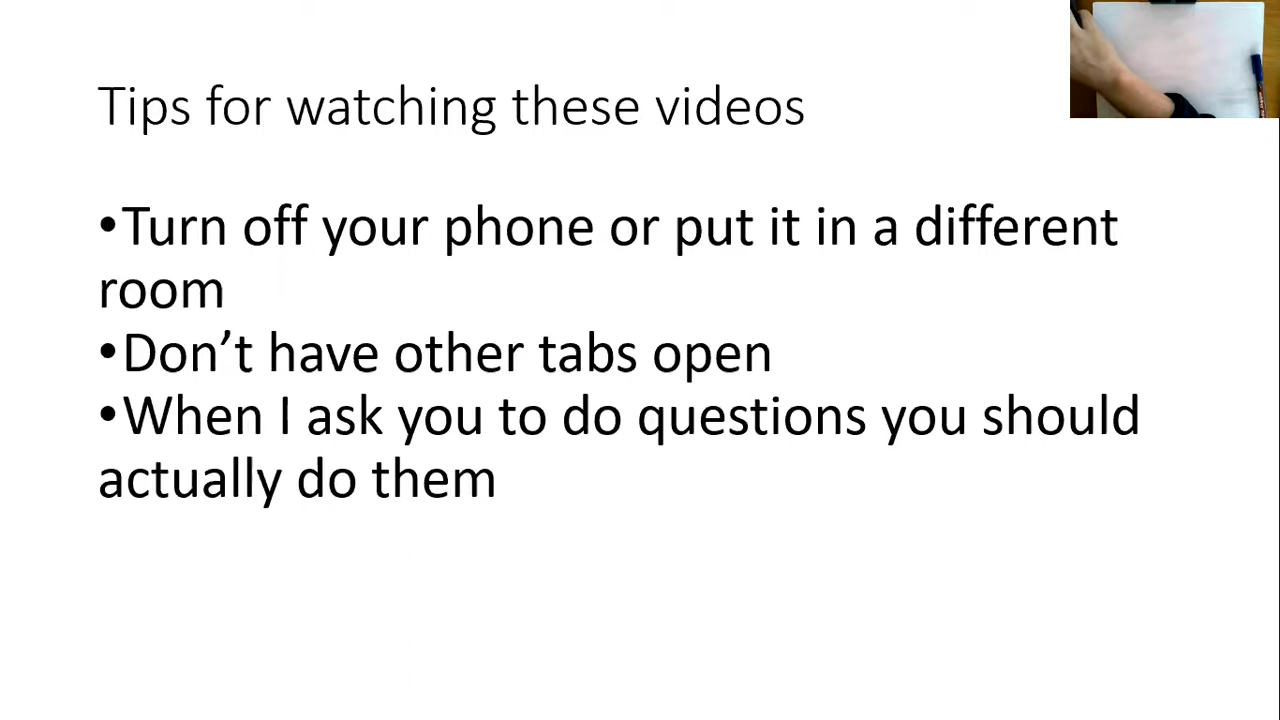 Tips for watching these videos
•Turn off your phone or put it in a different
room
•Don’t have other tabs open
•When I ask you to do questions you should
actually do them